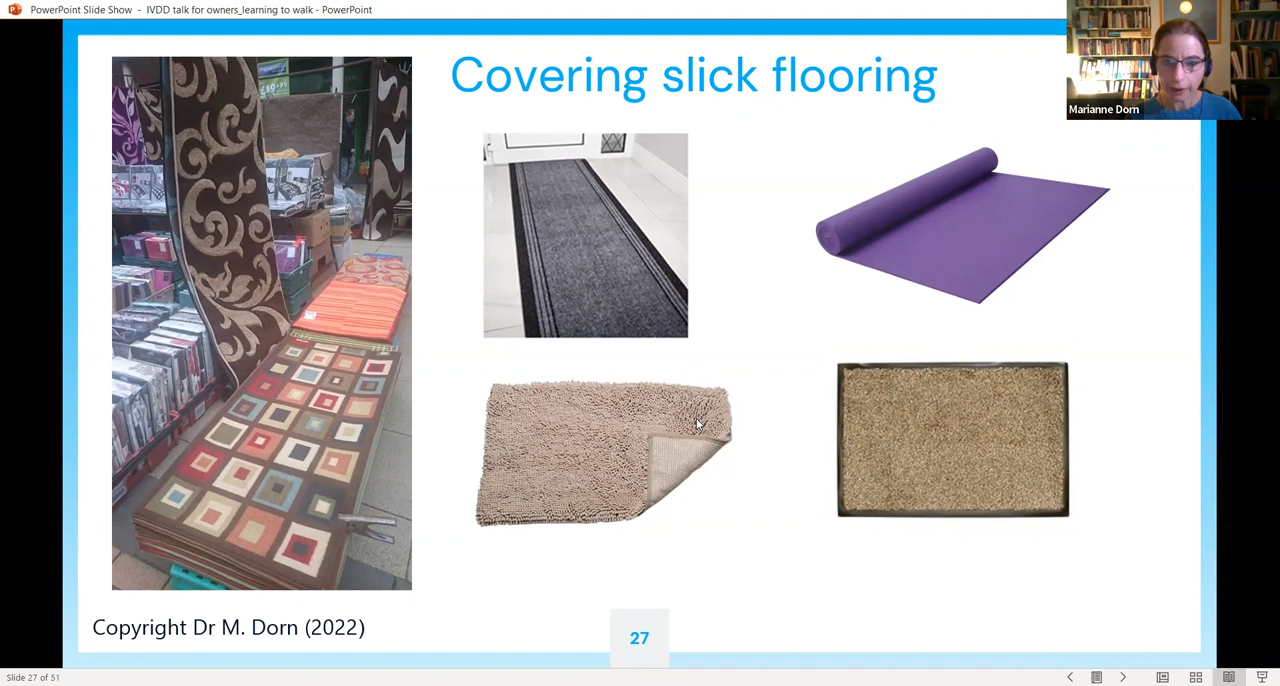 PowerPoint Slide Show - IVDD talk for owners_learning to walk - PowerPoint
Covering slick flooring
Marianne Dorn
Copyright Dr M. Dorn (2022)
27
Slide 27 of 51